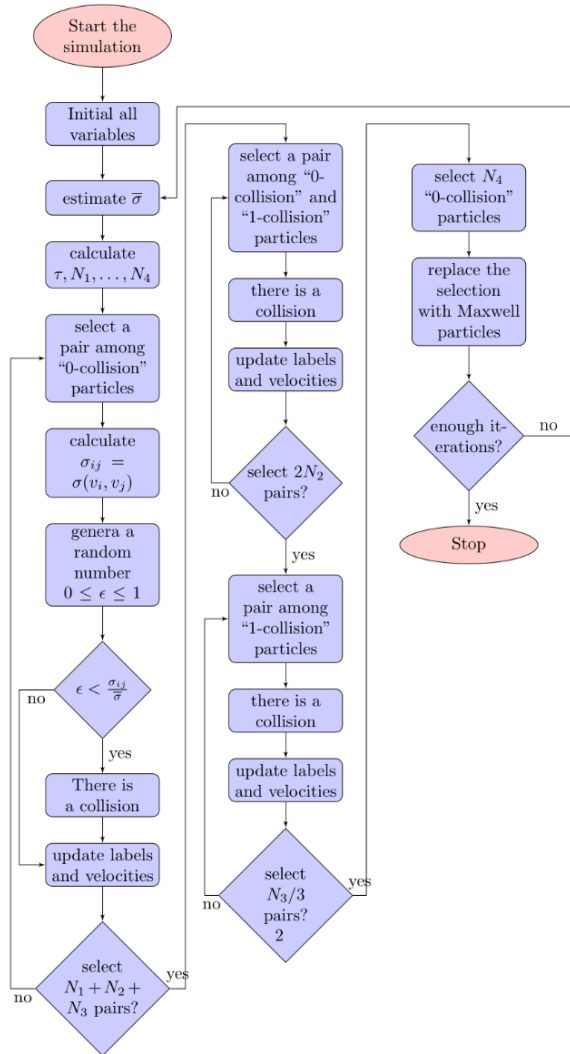 Start the
simulation
Initial all
variables
estimate σ̅
calculate
τ, N₁, . . . , N₄
select a
pair among
“0-collision”
particles
calculate
σᵢⱼ =
σ(vᵢ, vⱼ)
genera a
random
number
0 ≤ ϵ ≤ 1
ϵ < σᵢⱼ/σ̅
no
yes
There is
a collision
update labels
and velocities
select
N₁ + N₂ +
N₃ pairs?
no
yes
select a pair
among “0-
collision” and
“1-collision”
particles
there is a
collision
update labels
and velocities
select 2N₂
pairs?
no
yes
select a
pair among
“1-collision”
particles
there is a
collision
update labels
and velocities
select
N₃/3
pairs?
2
no
yes
select N₄
“0-collision”
particles
replace the
selection
with Maxwell
particles
enough it-
erations?
no
yes
Stop